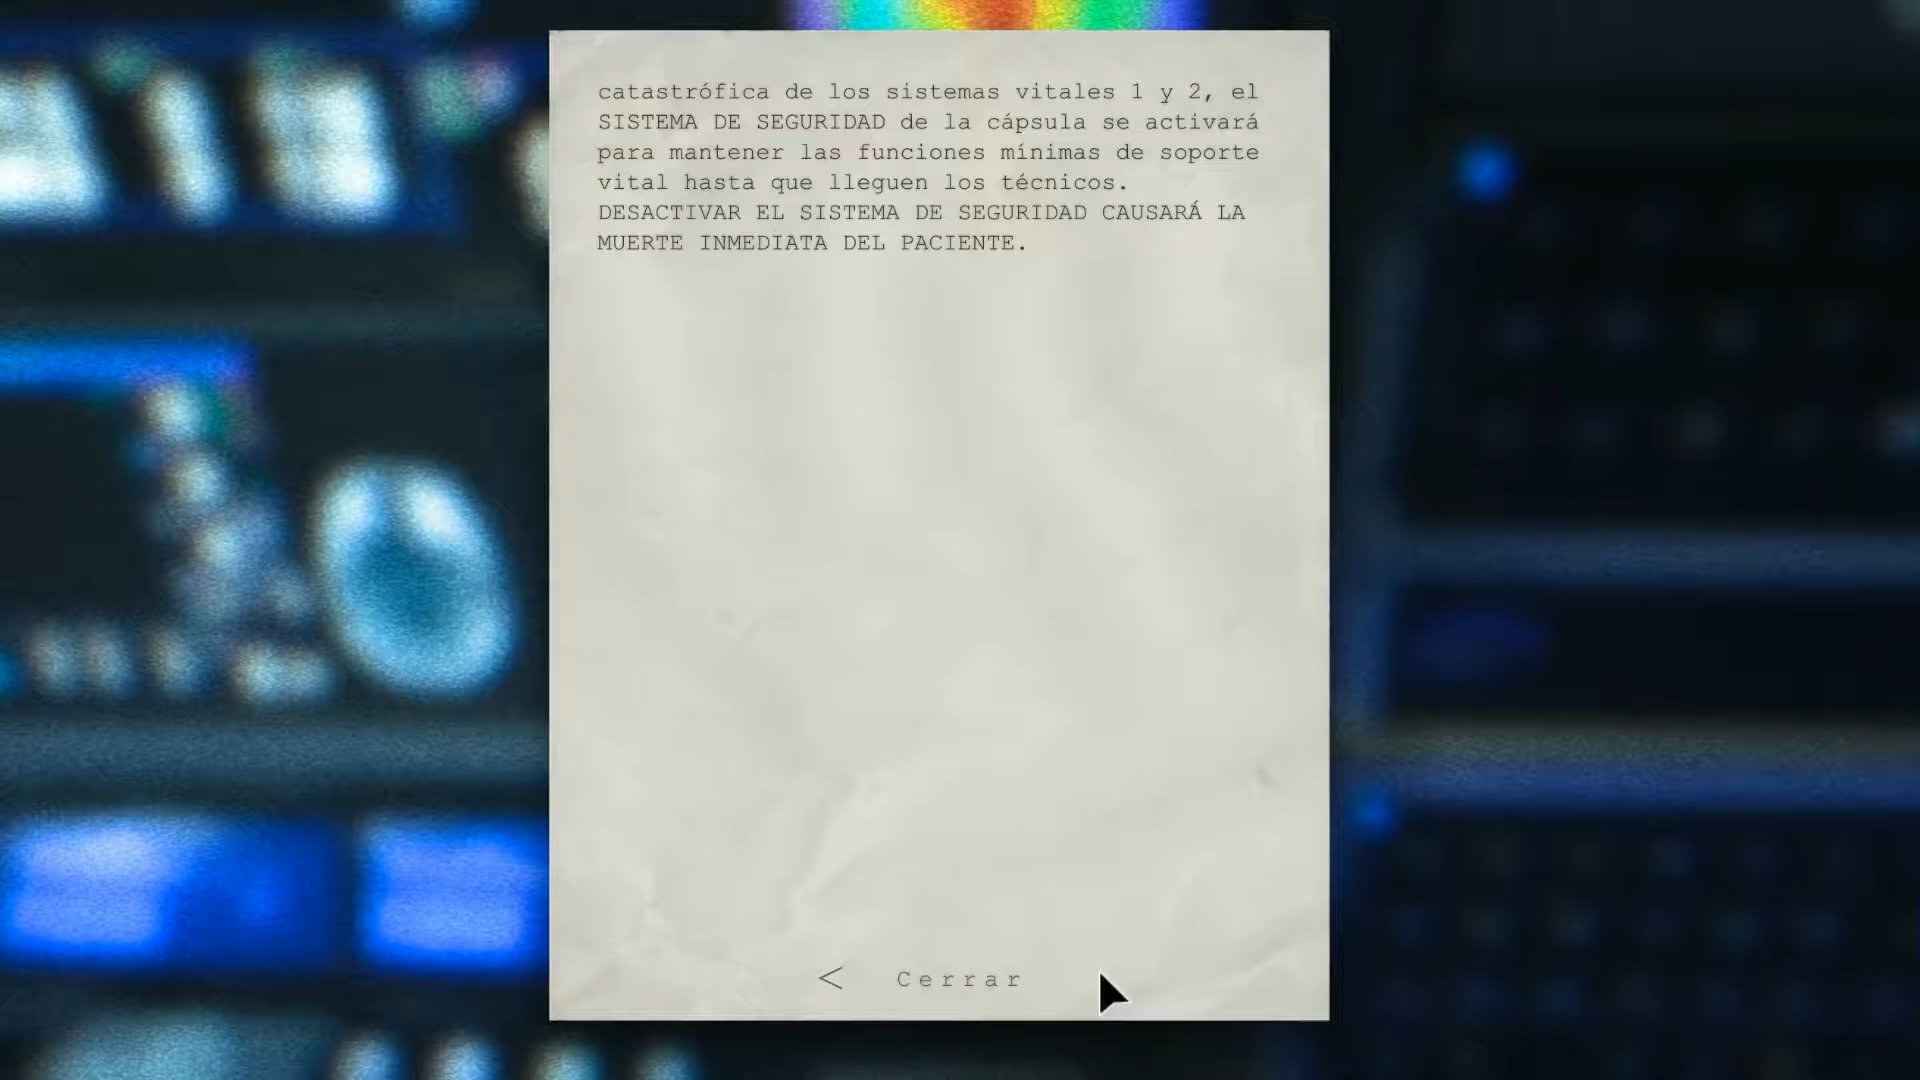 catastrófica de los sistemas vitales 1 y 2, el
SISTEMA DE SEGURIDAD de la cápsula se activará
para mantener las funciones mínimas de soporte
vital hasta que lleguen los técnicos.
DESACTIVAR EL SISTEMA DE SEGURIDAD CAUSARÁ LA
MUERTE INMEDIATA DEL PACIENTE.
< Cerrar